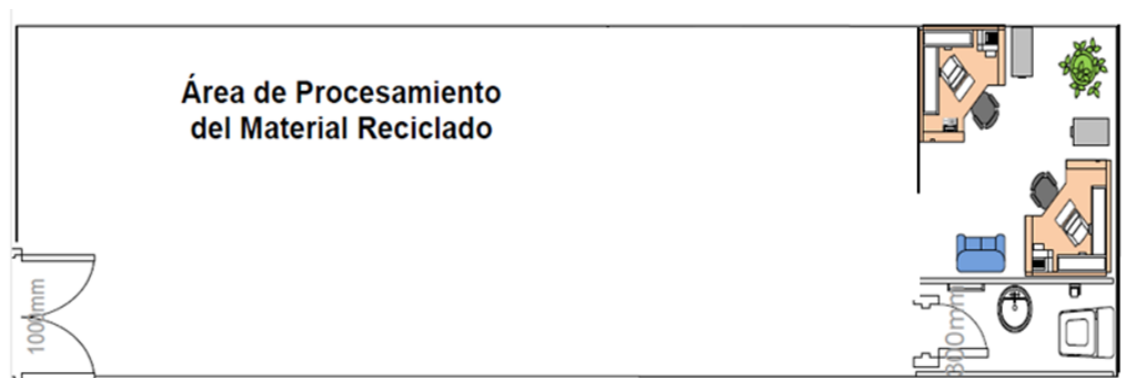 Área de Procesamiento
del Material Reciclado
1000mm
800mm